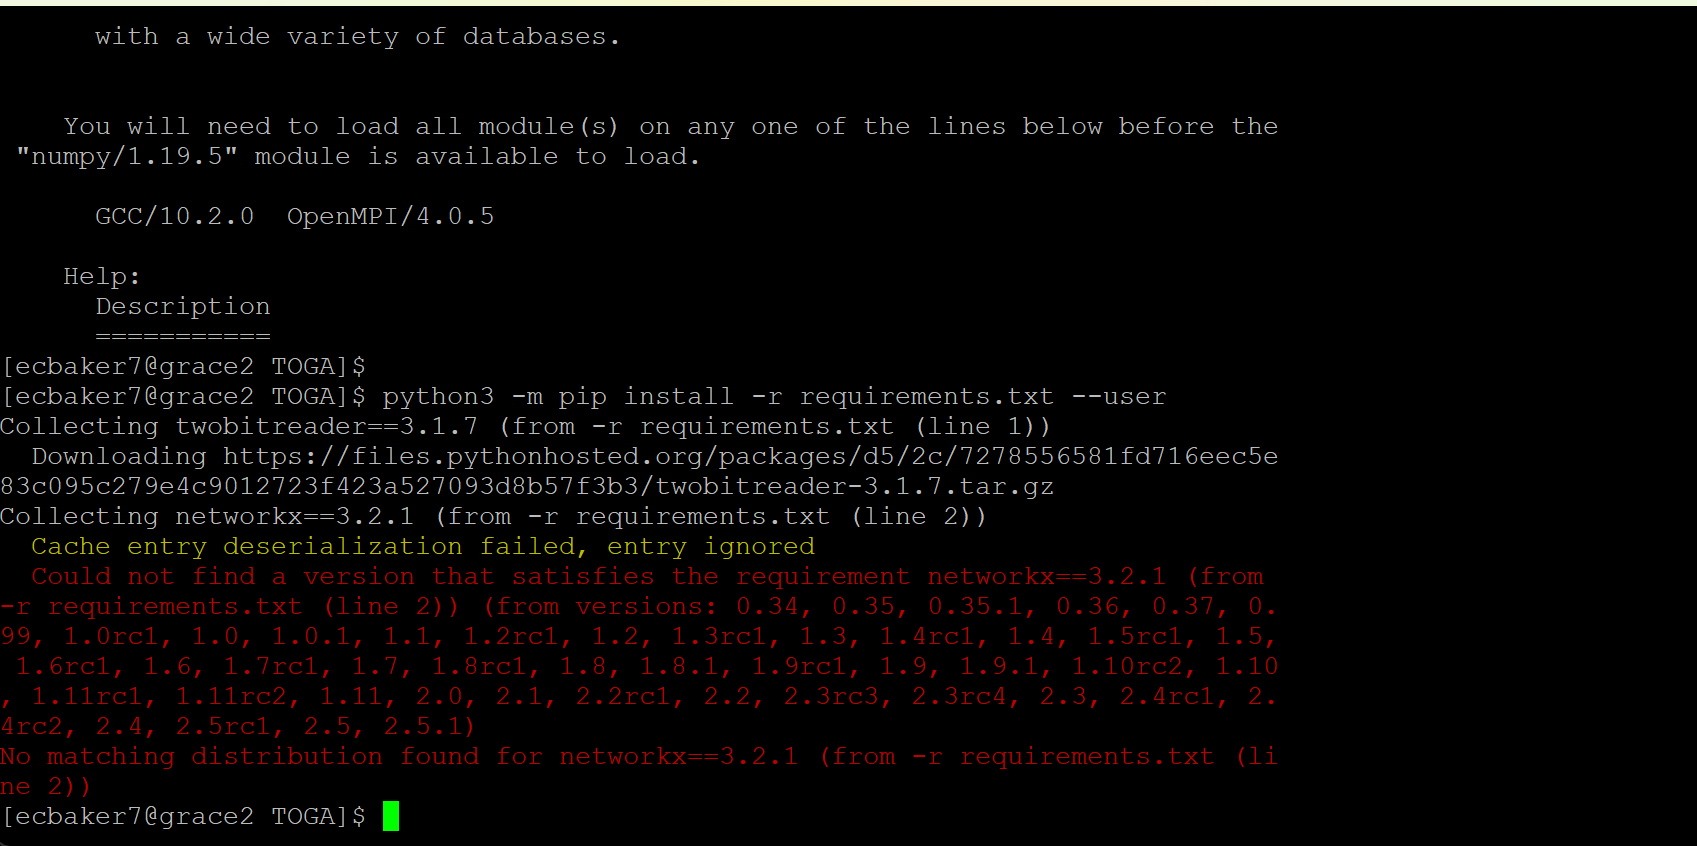 with a wide variety of databases.
You will need to load all module(s) on any one of the lines below before the
"numpy/1.19.5" module is available to load.
GCC/10.2.0  OpenMPI/4.0.5
Help:
Description
===========
[ecbaker7@grace2 TOGA]$
[ecbaker7@grace2 TOGA]$ python3 -m pip install -r requirements.txt --user
Collecting twobitreader==3.1.7 (from -r requirements.txt (line 1))
Downloading https://files.pythonhosted.org/packages/d5/2c/7278556581fd716eec5e
83c095c279e4c9012723f423a527093d8b57f3b3/twobitreader-3.1.7.tar.gz
Collecting networkx==3.2.1 (from -r requirements.txt (line 2))
Cache entry deserialization failed, entry ignored
Could not find a version that satisfies the requirement networkx==3.2.1 (from
-r requirements.txt (line 2)) (from versions: 0.34, 0.35, 0.35.1, 0.36, 0.37, 0.
99, 1.0rc1, 1.0, 1.0.1, 1.1, 1.2rc1, 1.2, 1.3rc1, 1.3, 1.4rc1, 1.4, 1.5rc1, 1.5,
1.6rc1, 1.6, 1.7rc1, 1.7, 1.8rc1, 1.8, 1.8.1, 1.9rc1, 1.9, 1.9.1, 1.10rc2, 1.10
, 1.11rc1, 1.11rc2, 1.11, 2.0, 2.1, 2.2rc1, 2.2, 2.3rc3, 2.3rc4, 2.3, 2.4rc1, 2.
4rc2, 2.4, 2.5rc1, 2.5, 2.5.1)
No matching distribution found for networkx==3.2.1 (from -r requirements.txt (li
ne 2))
[ecbaker7@grace2 TOGA]$